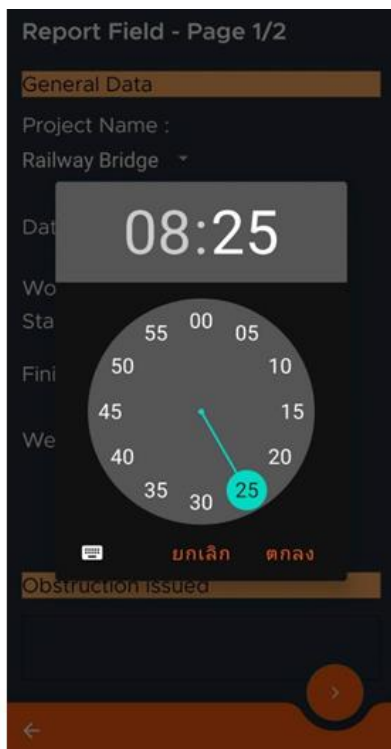 Report Field - Page 1/2
General Data
Project Name :
Railway Bridge
Dat
08:25
Wo
Sta
Fini
We
00
05
10
15
20
25
30
35
40
45
50
55
ยกเลิก ตกลง
Obstruction Issued